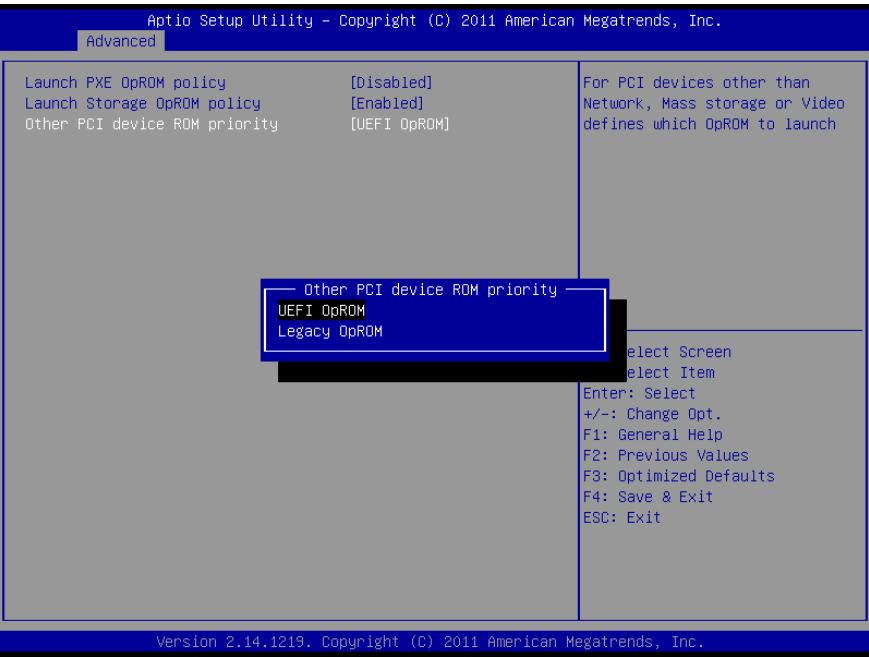 Aptio Setup Utility – Copyright (C) 2011 American Megatrends, Inc.
Advanced
Launch PXE OpROM policy [Disabled]
Launch Storage OpROM policy [Enabled]
Other PCI device ROM priority [UEFI OpROM]
For PCI devices other than
Network, Mass storage or Video
defines which OpROM to launch
Other PCI device ROM priority
UEFI OpROM
Legacy OpROM
elect Screen
elect Item
Enter: Select
+/-: Change Opt.
F1: General Help
F2: Previous Values
F3: Optimized Defaults
F4: Save & Exit
ESC: Exit
Version 2.14.1219. Copyright (C) 2011 American Megatrends, Inc.